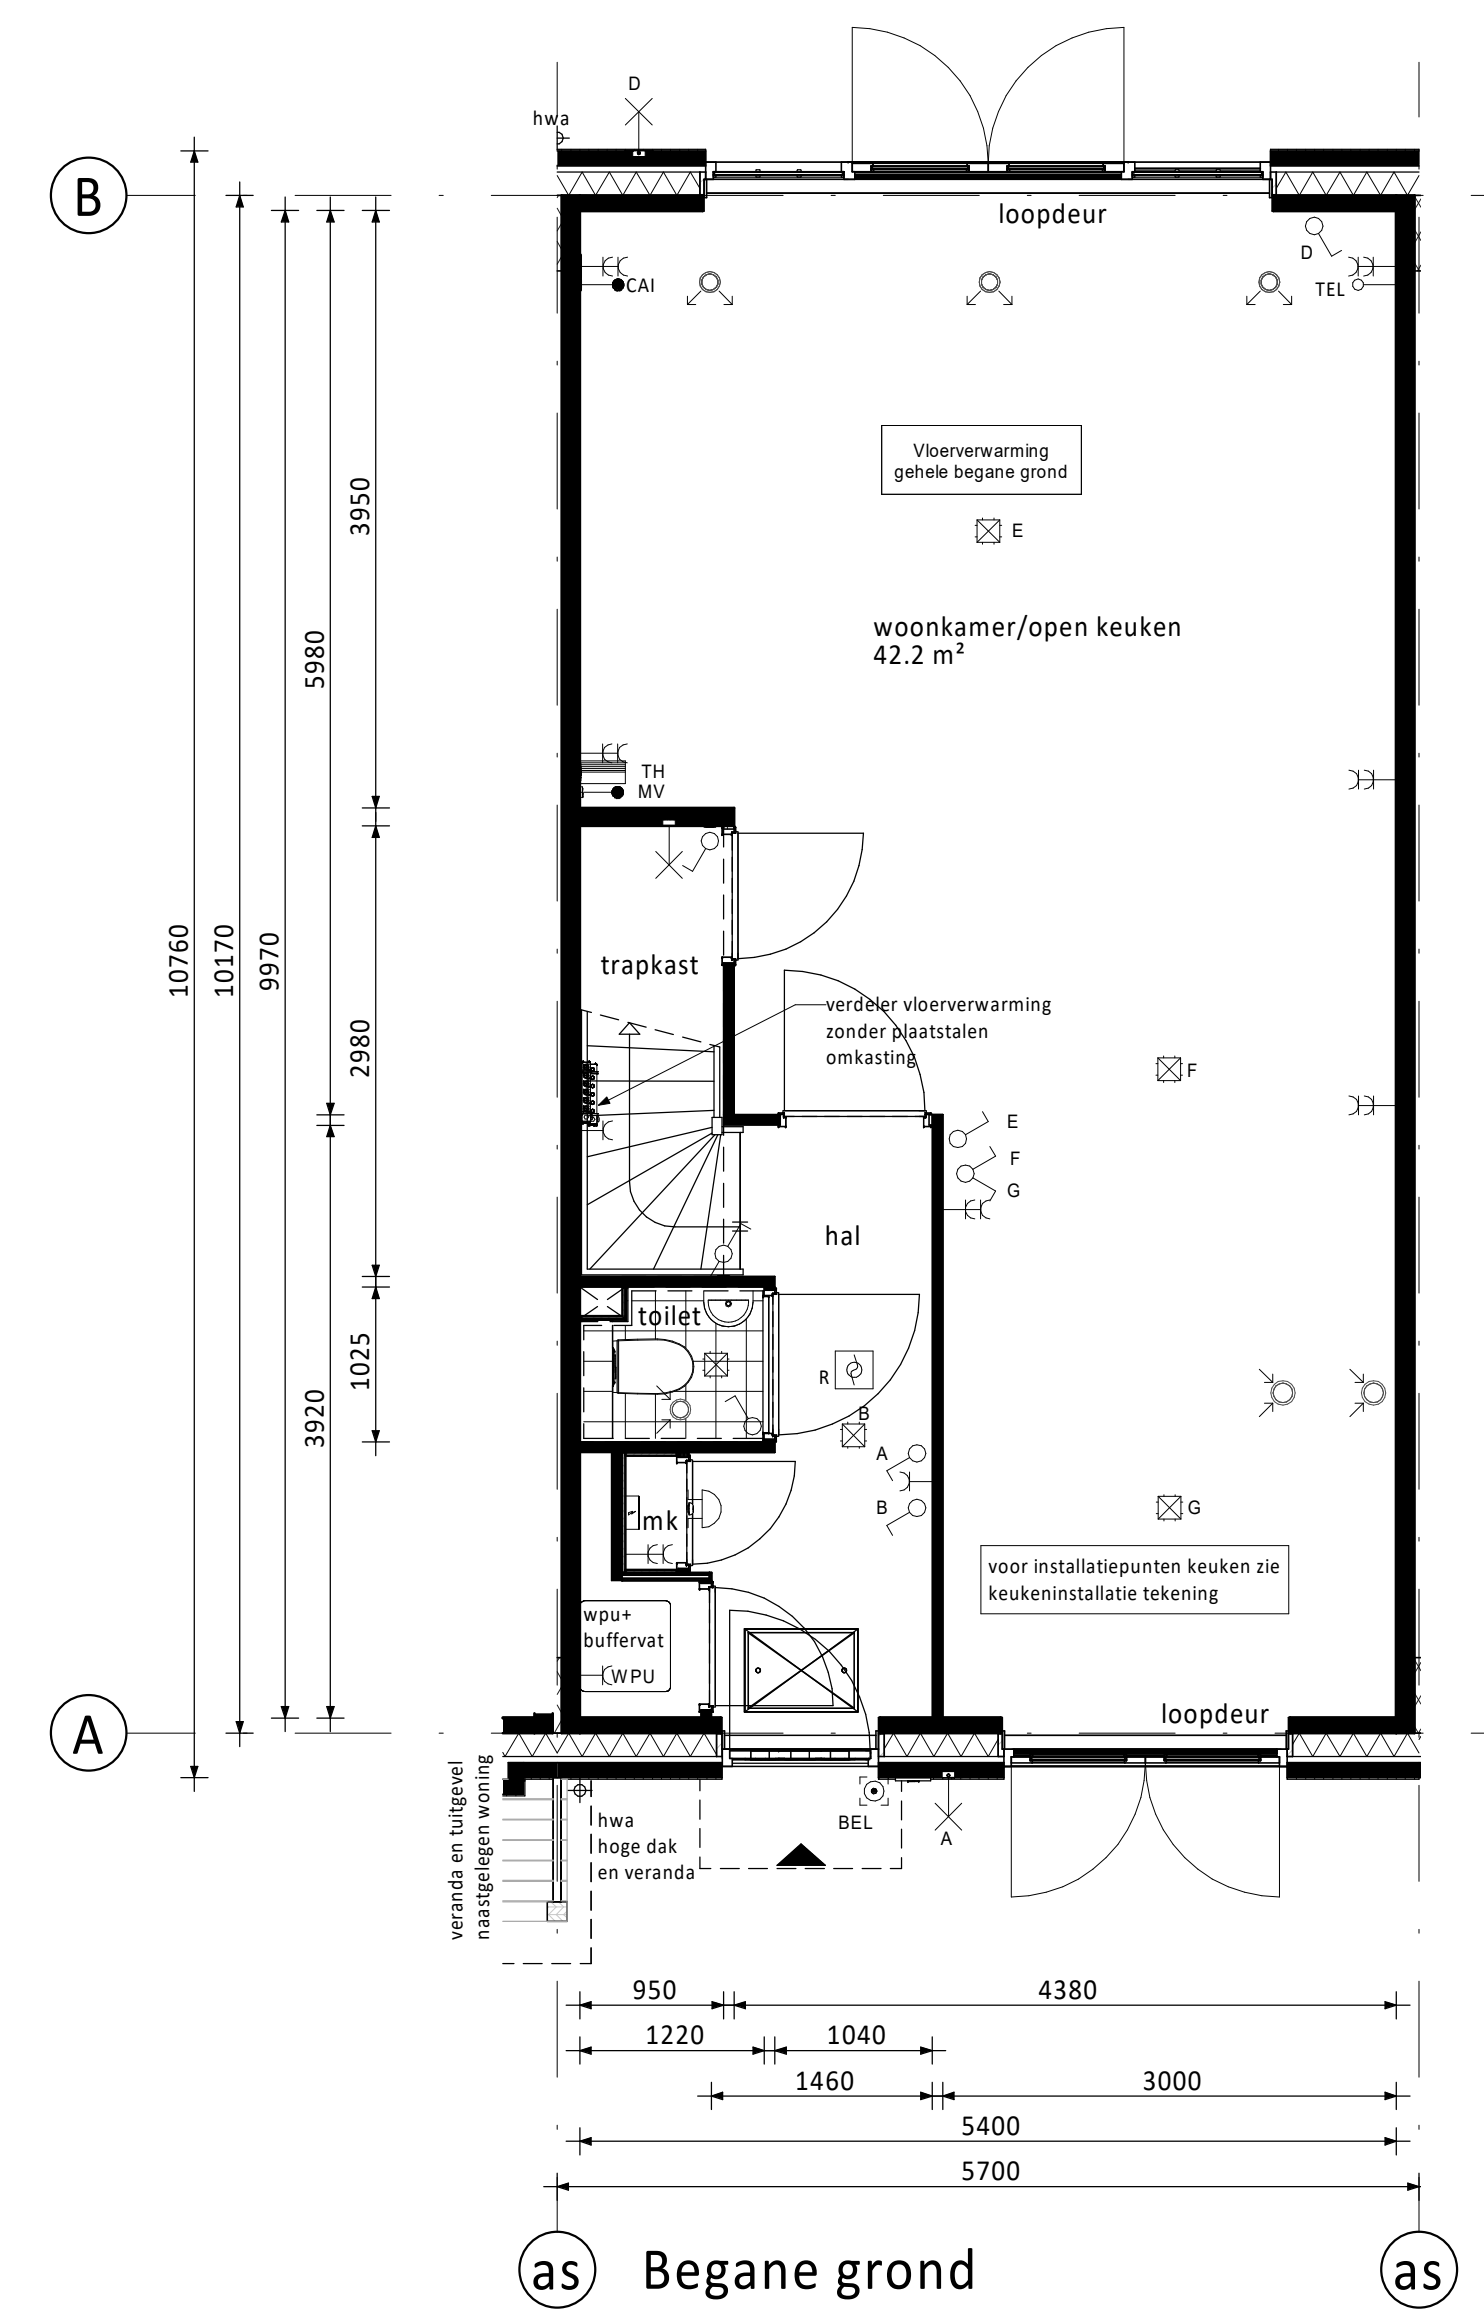 D
hwa
B
loopdeur
D
CAI
TEL
Vloerverwarming
gehele begane grond
E
woonkamer/open keuken
42.2 m²
3950
5980
TH
MV
10760
10170
9970
2980
trapkast
verdeler vloerverwarming
zonder plaatstalen
omkasting
F
E
F
G
hal
toilet
1025
3920
R
B
A
B
mk
G
voor installatiepunten keuken zie
keukeninstallatie tekening
wpu+
buffervat
WPU
A
loopdeur
veranda en tuitgevel
naastgelegen woning
hwa
hoge dak
en veranda
BEL
A
950
4380
1220
1040
1460
3000
5400
5700
as
Begane grond
as